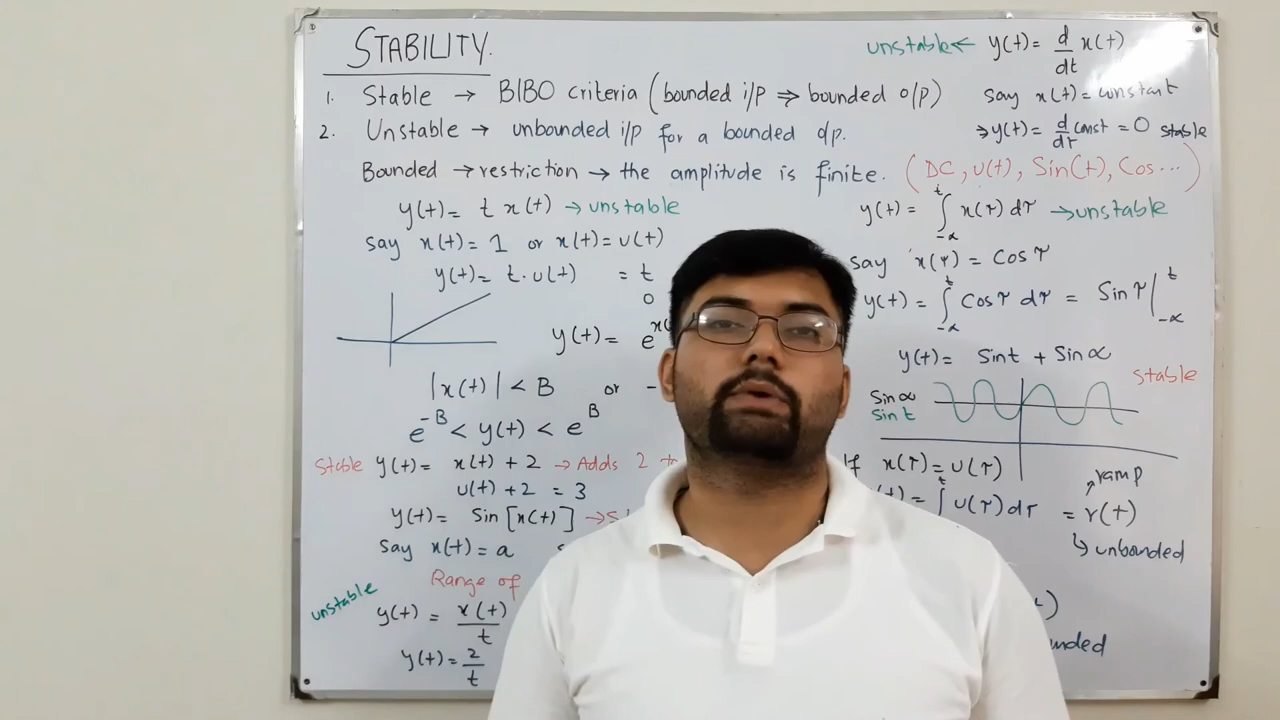 STABILITY.
1. Stable → BIBO criteria (bounded i/p ⇒ bounded o/p)
2. Unstable → unbounded i/p for a bounded o/p.
Bounded → restriction → the amplitude is finite. (DC, u(t), Sin(t), Cos...)
y(t) = t x(t) → unstable
say x(t) = 1 or x(t) = u(t)
y(t) = t.u(t) = t
0
y(t) = e
|x(t)| < B or -
e^-B < y(t) < e^B
Stable y(t) = x(t) + 2 → Adds 2
u(t) + 2 = 3
y(t) = Sin [x(t)] →
say x(t) = a
Range of
unstable
y(t) = x(t)/t
y(t) = 2/t
unstable ← y(t) = d/dt x(t)
say x(t) = constant
⇒ y(t) = d/dt const = 0 stable
y(t) = ∫_-∝^t x(τ) dτ → unstable
say x(τ) = Cos τ
y(t) = ∫_-∝^t Cos τ dτ = Sin τ |_-∝^t
y(t) = Sint + Sin∝
Stable
Sin∞
Sin t
If x(τ) = u(τ)
ramp
(t) = ∫^t u(τ) dτ = r(t)
unbounded